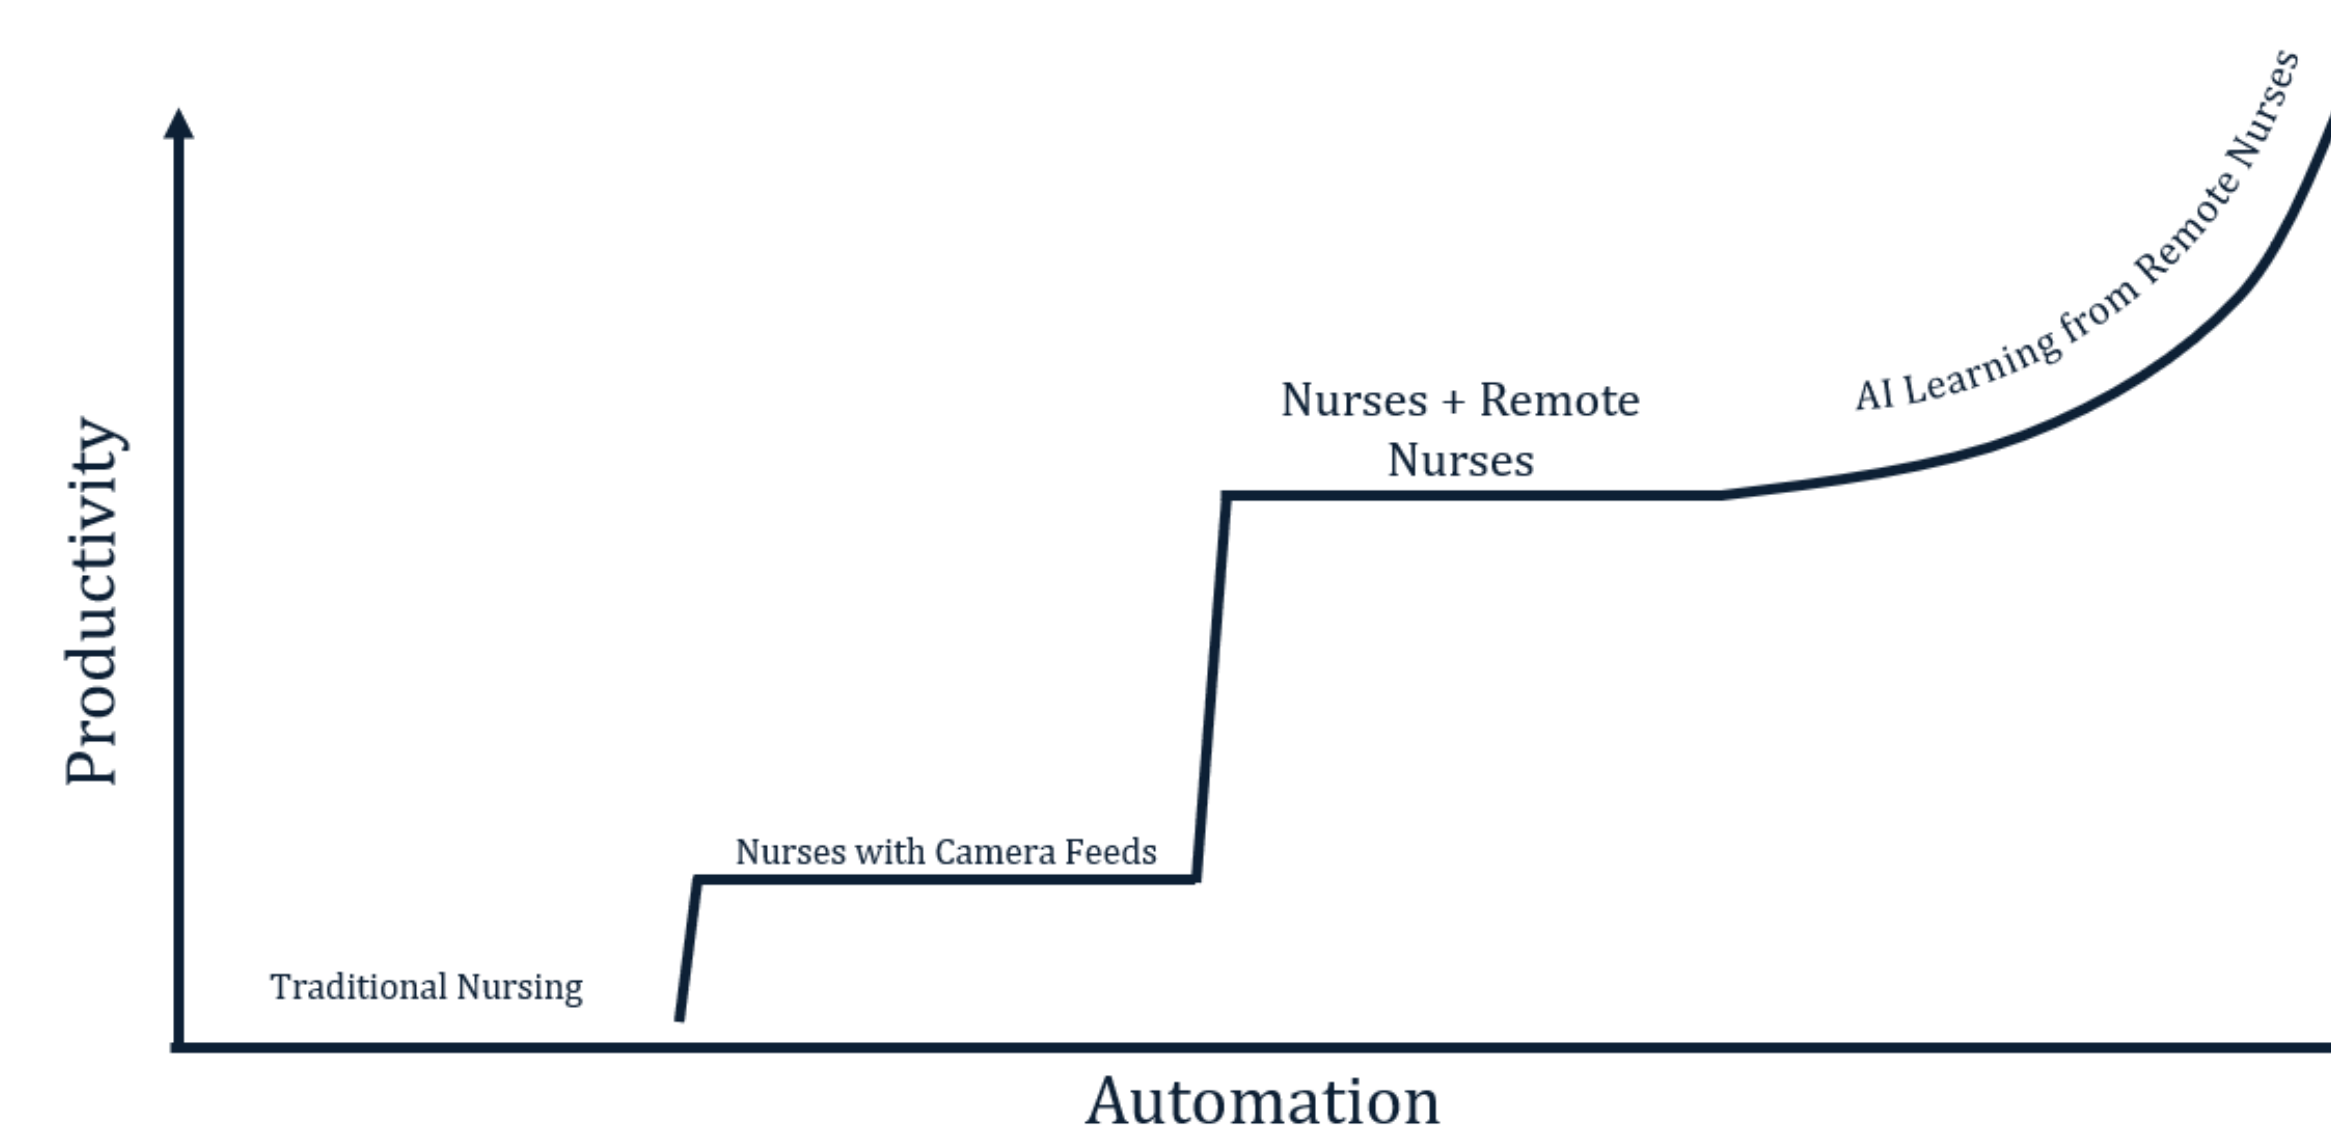 AI Learning from Remote Nurses
Nurses + Remote
Nurses
Productivity
Nurses with Camera Feeds
Traditional Nursing
Automation